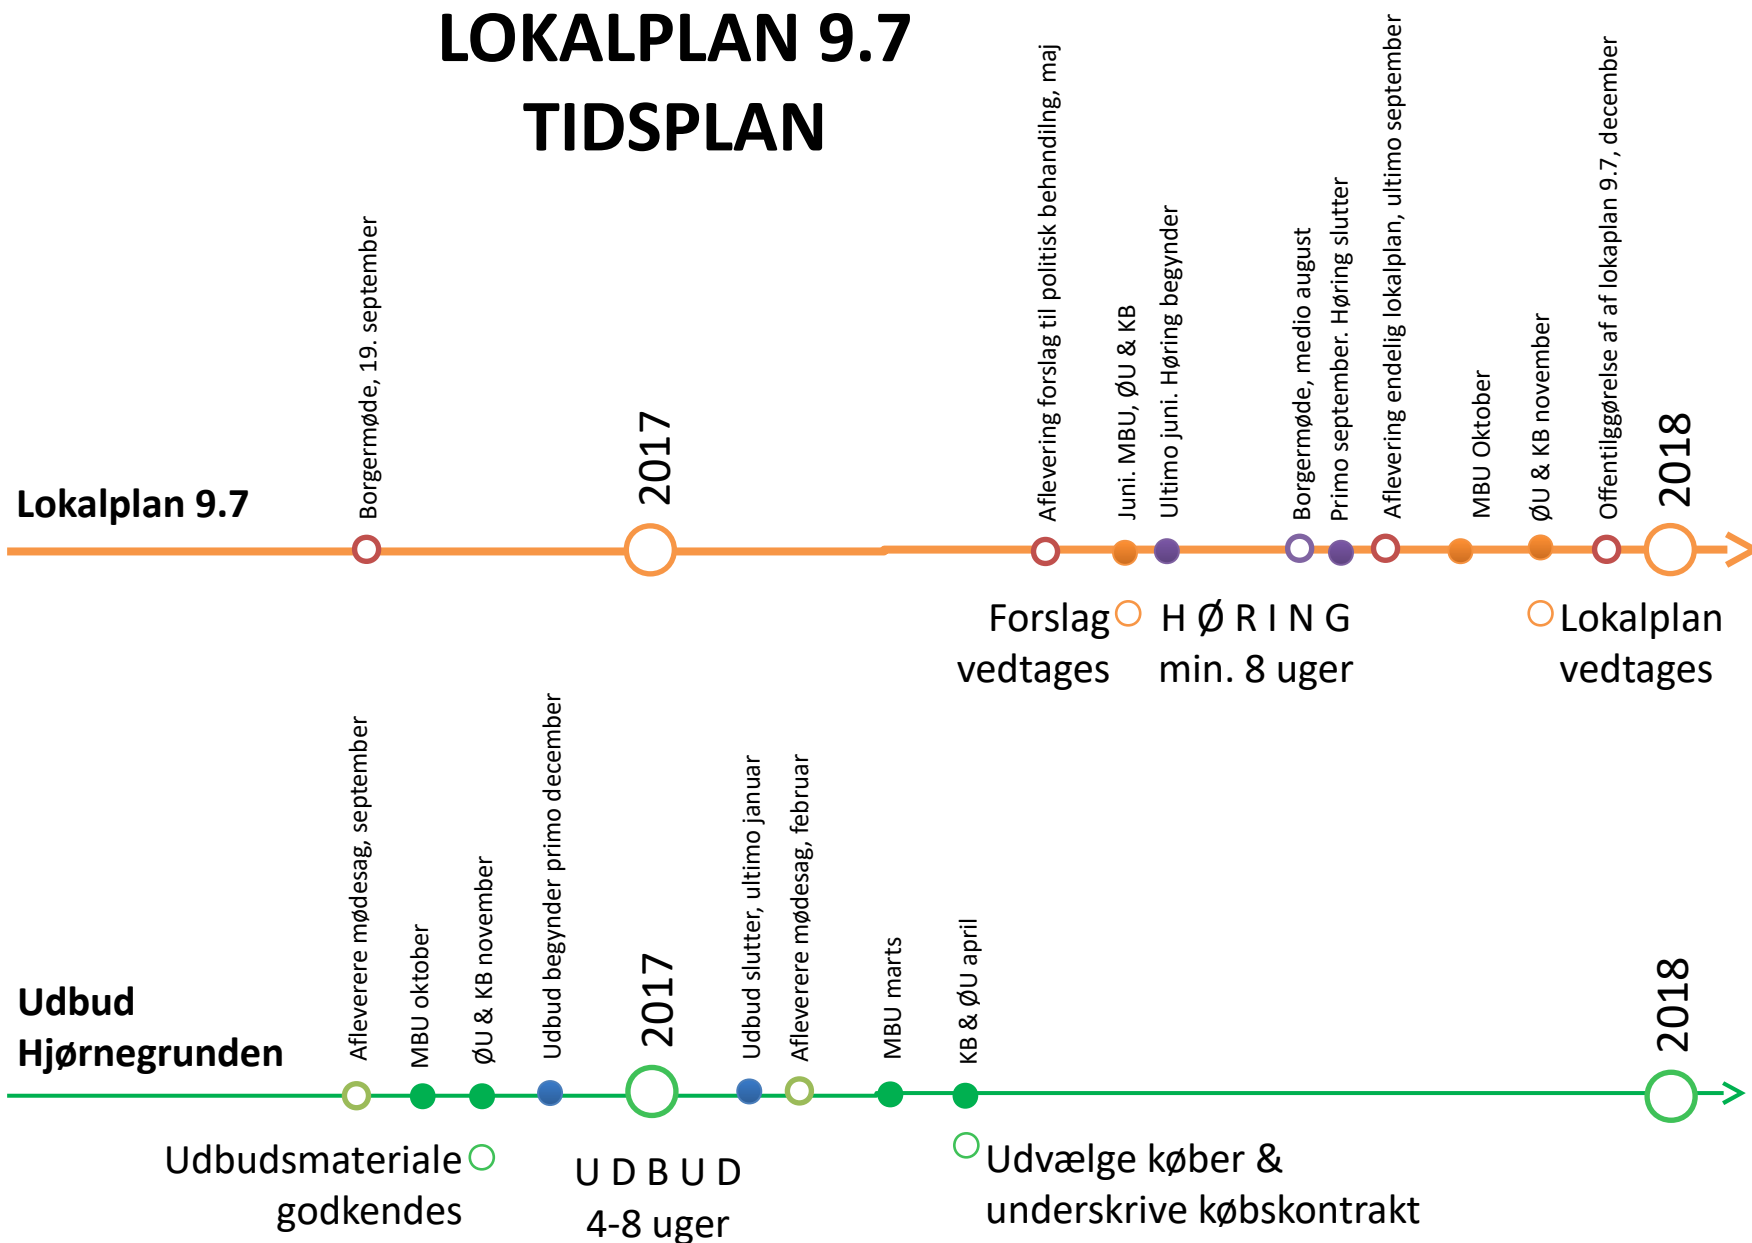 LOKALPLAN 9.7
TIDSPLAN
Lokalplan 9.7
Borgermøde, 19. september
2017
Aflevering forslag til politisk behandilng, maj
Juni. MBU, ØU & KB
Ultimo juni. Høring begynder
Borgermøde, medio august
Primo september. Høring slutter
Aflevering endelig lokalplan, ultimo september
MBU Oktober
ØU & KB november
Offentilggørelse af af lokaplan 9.7, december
2018
Forslag
vedtages
H Ø R I N G
min. 8 uger
Lokalplan
vedtages
Udbud
Hjørnegrunden
Afleverere mødesag, september
MBU oktober
ØU & KB november
Udbud begynder primo december
2017
Udbud slutter, ultimo januar
Afleverere mødesag, februar
MBU marts
KB & ØU april
2018
Udbudsmateriale
godkendes
U D B U D
4-8 uger
Udvælge køber &
underskrive købskontrakt